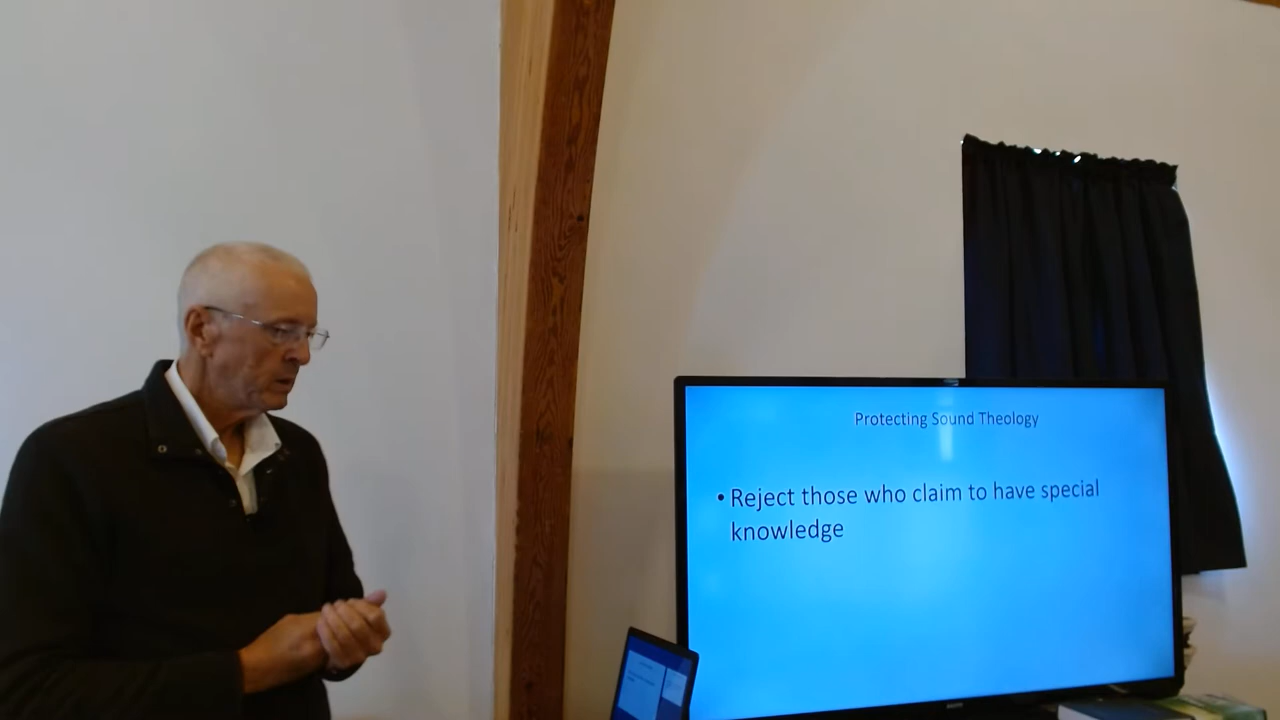 Protecting Sound Theology
• Reject those who claim to have special
knowledge